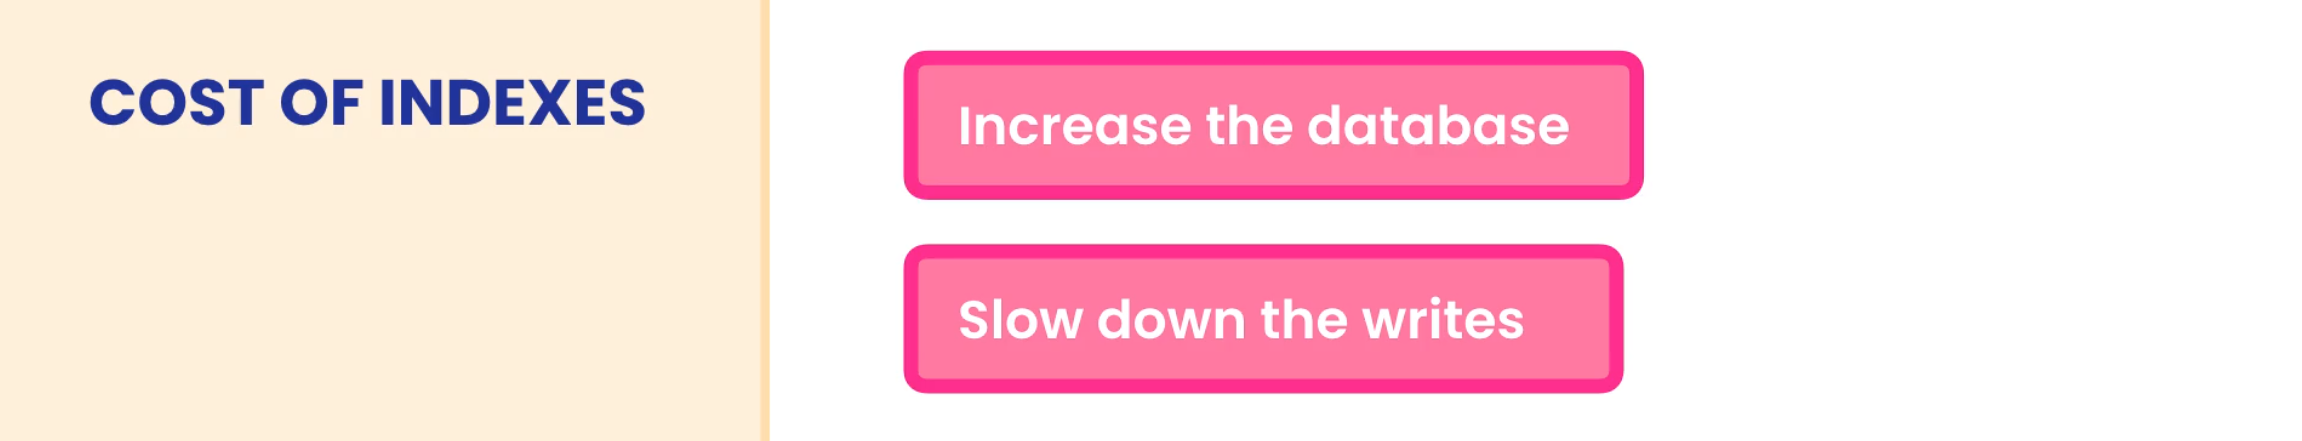 COST OF INDEXES
Increase the database
Slow down the writes